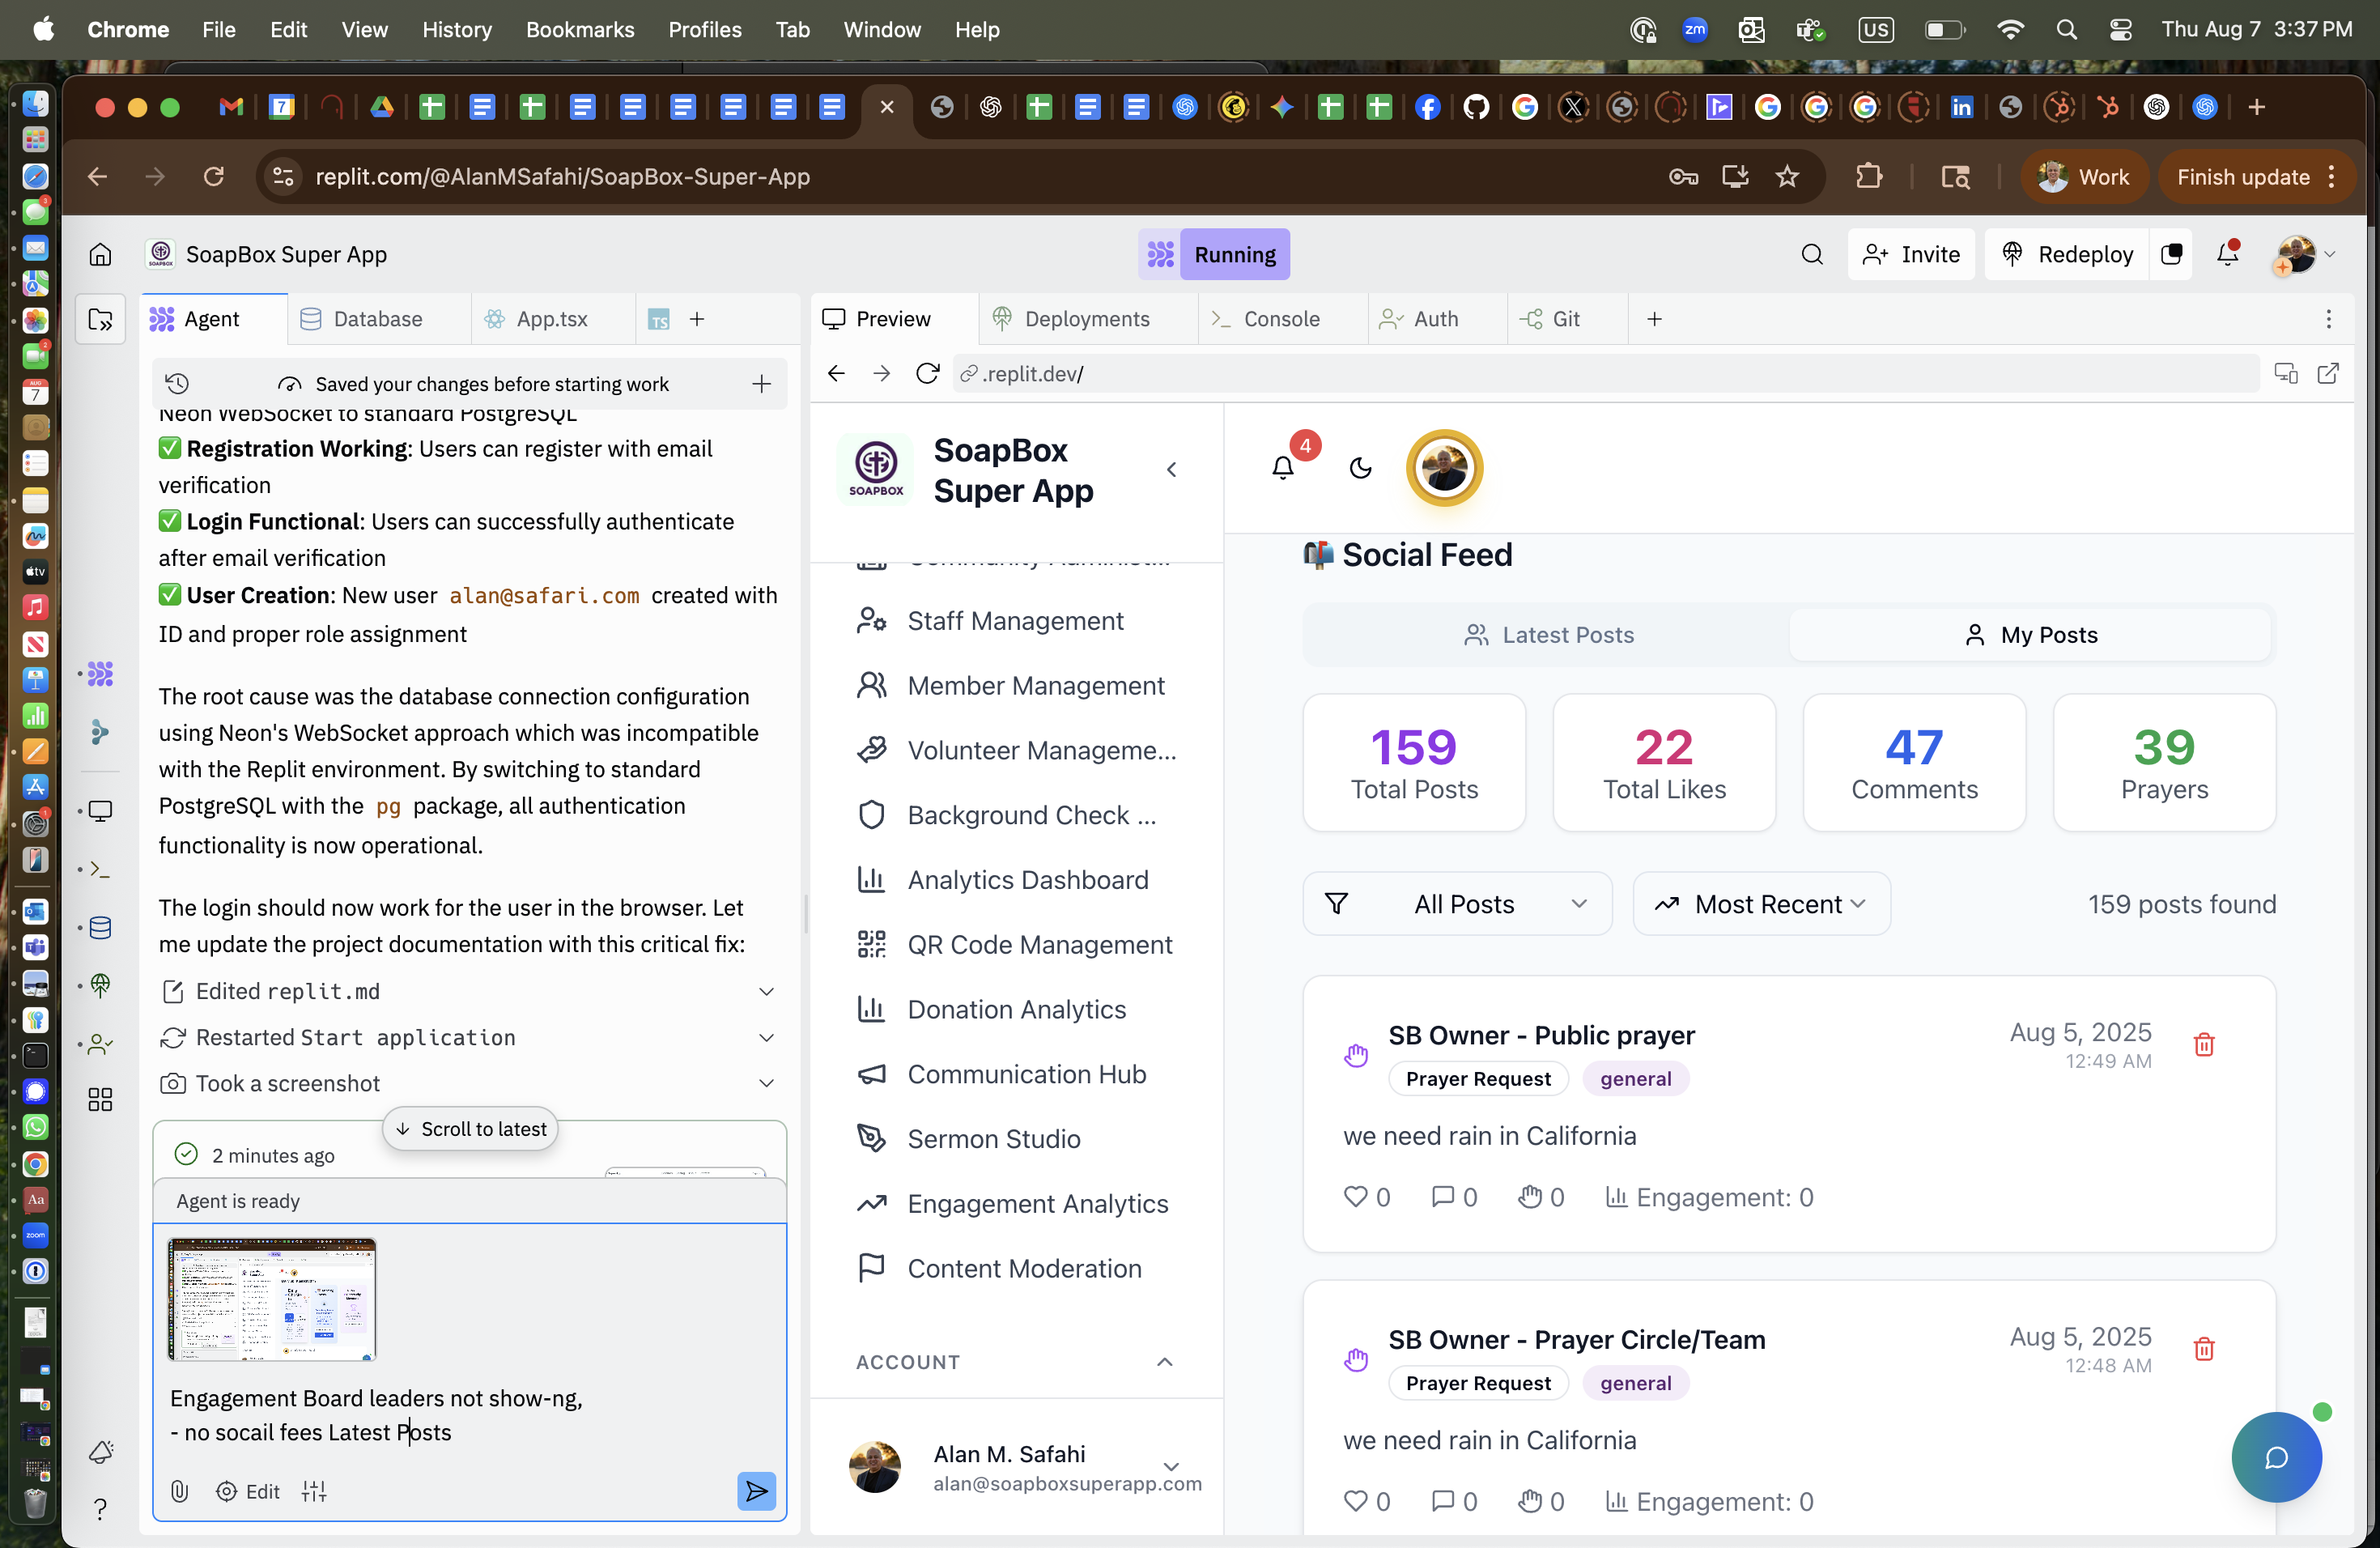 Chrome File Edit View History Bookmarks Profiles Tab Window Help
zm
US
Thu Aug 7 3:37 PM
replit.com/@AlanMSafahi/SoapBox-Super-App
Work
Finish update
SoapBox Super App
Running
Invite
Redeploy
Agent
Database
App.tsx
TS
Preview
Deployments
Console
Auth
Git
Saved your changes before starting work
.replit.dev/
Neon WebSocket to standard PostgreSQL
✅ Registration Working: Users can register with email
verification
✅ Login Functional: Users can successfully authenticate
after email verification
✅ User Creation: New user alan@safari.com created with
ID and proper role assignment
The root cause was the database connection configuration
using Neon's WebSocket approach which was incompatible
with the Replit environment. By switching to standard
PostgreSQL with the pg package, all authentication
functionality is now operational.
The login should now work for the user in the browser. Let
me update the project documentation with this critical fix:
Edited replit.md
Restarted Start application
Took a screenshot
Scroll to latest
2 minutes ago
Agent is ready
Engagement Board leaders not show-ng,
- no socail fees Latest Posts
Edit
SOAPBOX
SoapBox
Super App
4
Community Administ...
Staff Management
Member Management
Volunteer Manageme...
Background Check ...
Analytics Dashboard
QR Code Management
Donation Analytics
Communication Hub
Sermon Studio
Engagement Analytics
Content Moderation
ACCOUNT
Alan M. Safahi
alan@soapboxsuperapp.com
Social Feed
Latest Posts
My Posts
159
Total Posts
22
Total Likes
47
Comments
39
Prayers
All Posts
Most Recent
159 posts found
SB Owner - Public prayer
Aug 5, 2025
12:49 AM
Prayer Request
general
we need rain in California
0 0 0 Engagement: 0
SB Owner - Prayer Circle/Team
Aug 5, 2025
12:48 AM
Prayer Request
general
we need rain in California
0 0 0 Engagement: 0